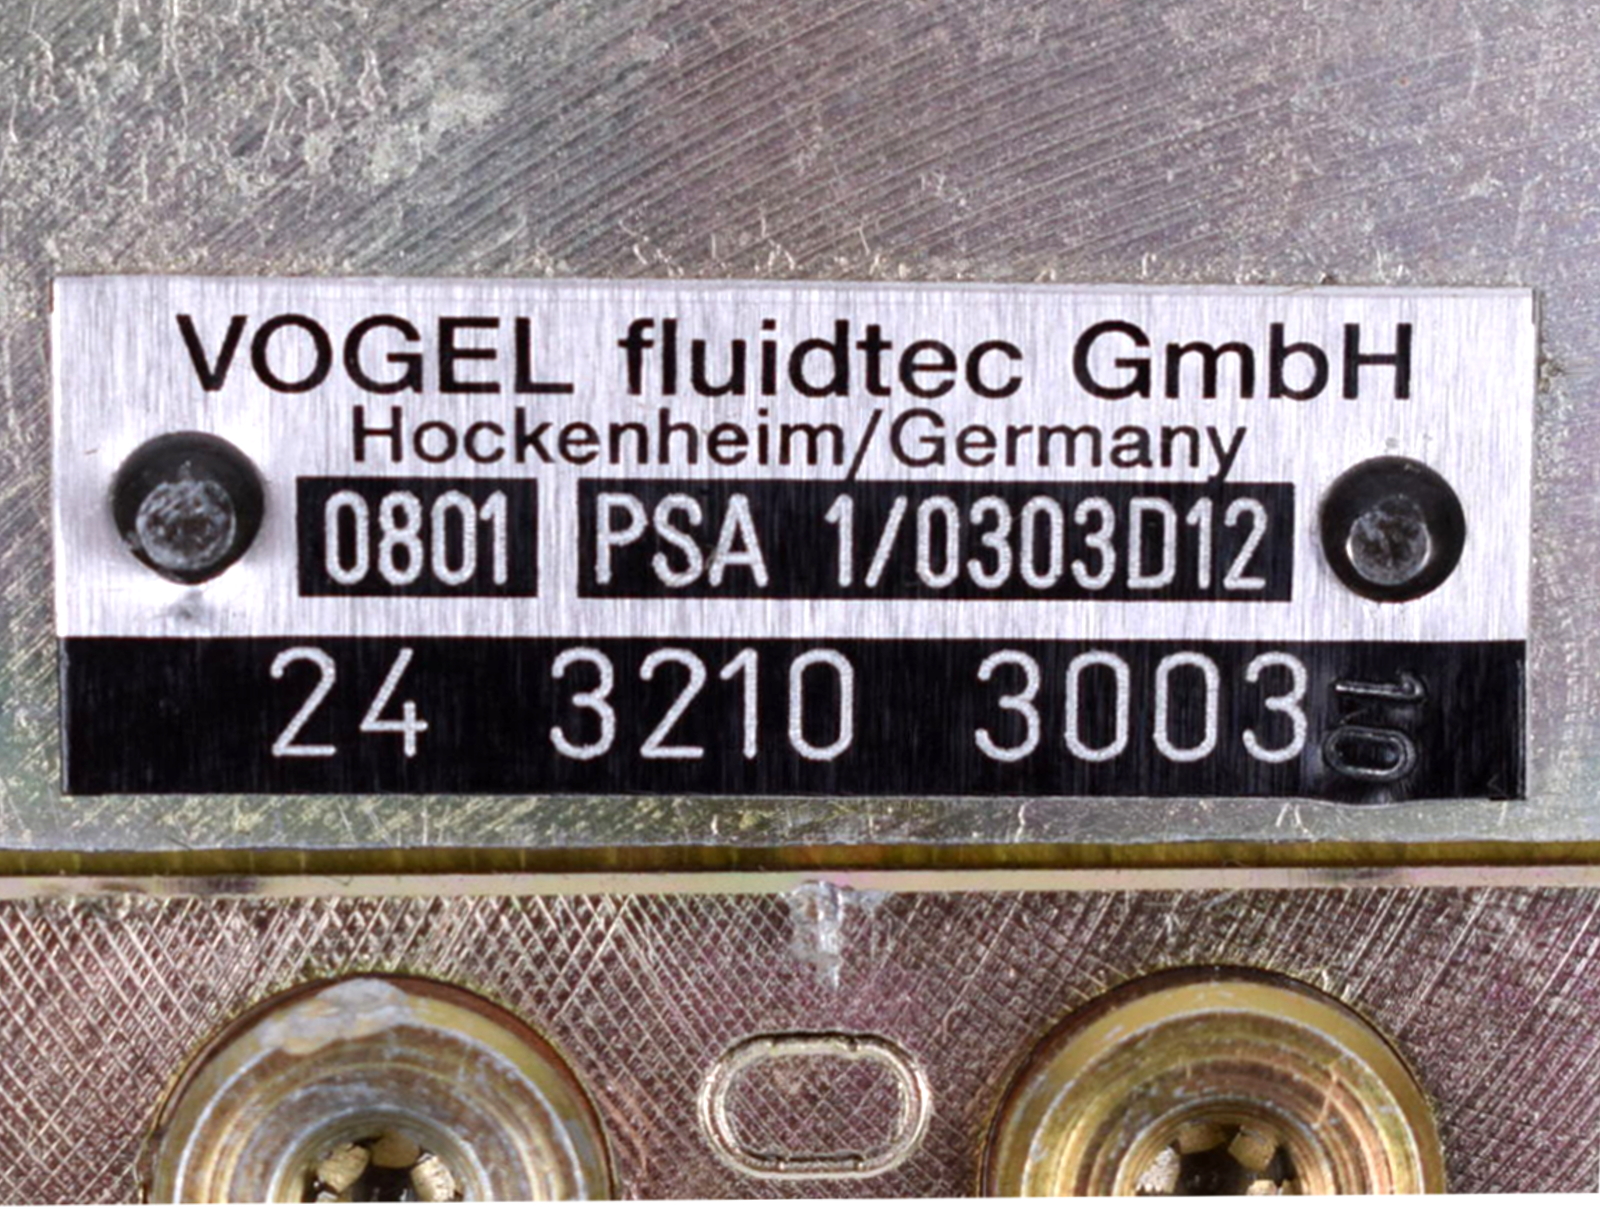 VOGEL fluidtec GmbH
Hockenheim/Germany
0801 PSA 1/0303D12
24 3210 3003
10